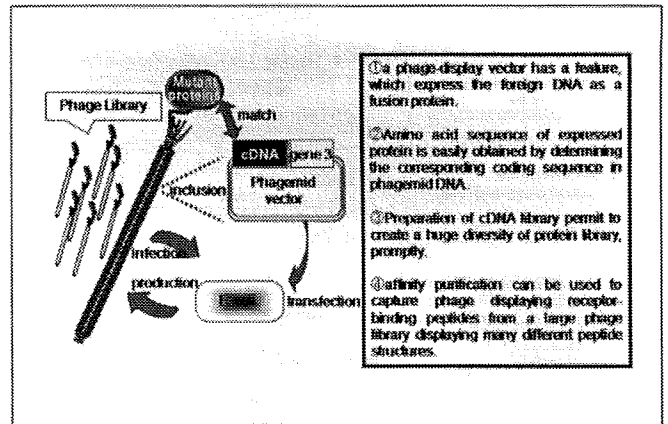 Phage Library
match
cDNA gene 3
inclusion
Phagemid
vector
infection
production
transfection
①a phage-display vector has a feature,
which express the foreign DNA as a
fusion protein.
②Amino acid sequence of expressed
protein is easily obtained by determining
the corresponding coding sequence in
phagemid DNA.
③Preparation of cDNA library permit to
create a huge diversity of protein library,
promptly.
④affinity purification can be used to
capture phage displaying receptor-
binding peptides from a large phage
library displaying many different peptide
structures.